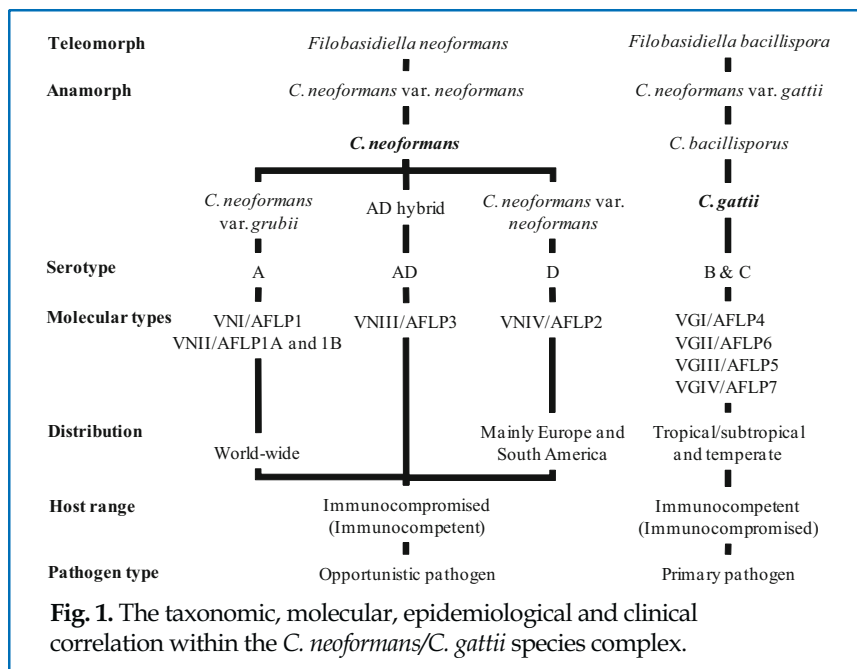 Teleomorph Filobasidiella neoformans Filobasidiella bacillispora
Anamorph C. neoformans var. neoformans C. neoformans var. gattii
C. neoformans C. bacillisporus
C. neoformans
var. grubii
AD hybrid
C. neoformans var.
neoformans
C. gattii
Serotype A AD D B & C
Molecular types VNI/AFLP1 VNIII/AFLP3 VNIV/AFLP2 VGI/AFLP4
VNII/AFLP1A and 1B VGII/AFLP6
VGIII/AFLP5
VGIV/AFLP7
Distribution
World-wide
Mainly Europe and
South America
Tropical/subtropical
and temperate
Host range
Immunocompromised
(Immunocompetent)
Immunocompetent
(Immunocompromised)
Pathogen type Opportunistic pathogen Primary pathogen
Fig. 1. The taxonomic, molecular, epidemiological and clinical
correlation within the C. neoformans/C. gattii species complex.